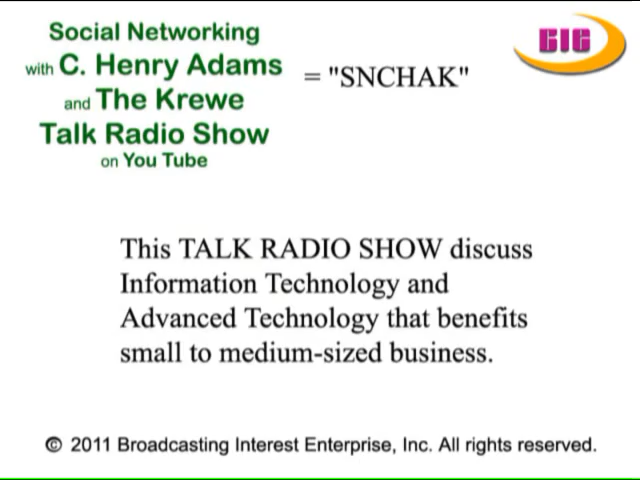 Social Networking
with C. Henry Adams
and The Krewe
Talk Radio Show
on You Tube
= "SNCHAK"
BIG
This TALK RADIO SHOW discuss
Information Technology and
Advanced Technology that benefits
small to medium-sized business.
© 2011 Broadcasting Interest Enterprise, Inc. All rights reserved.